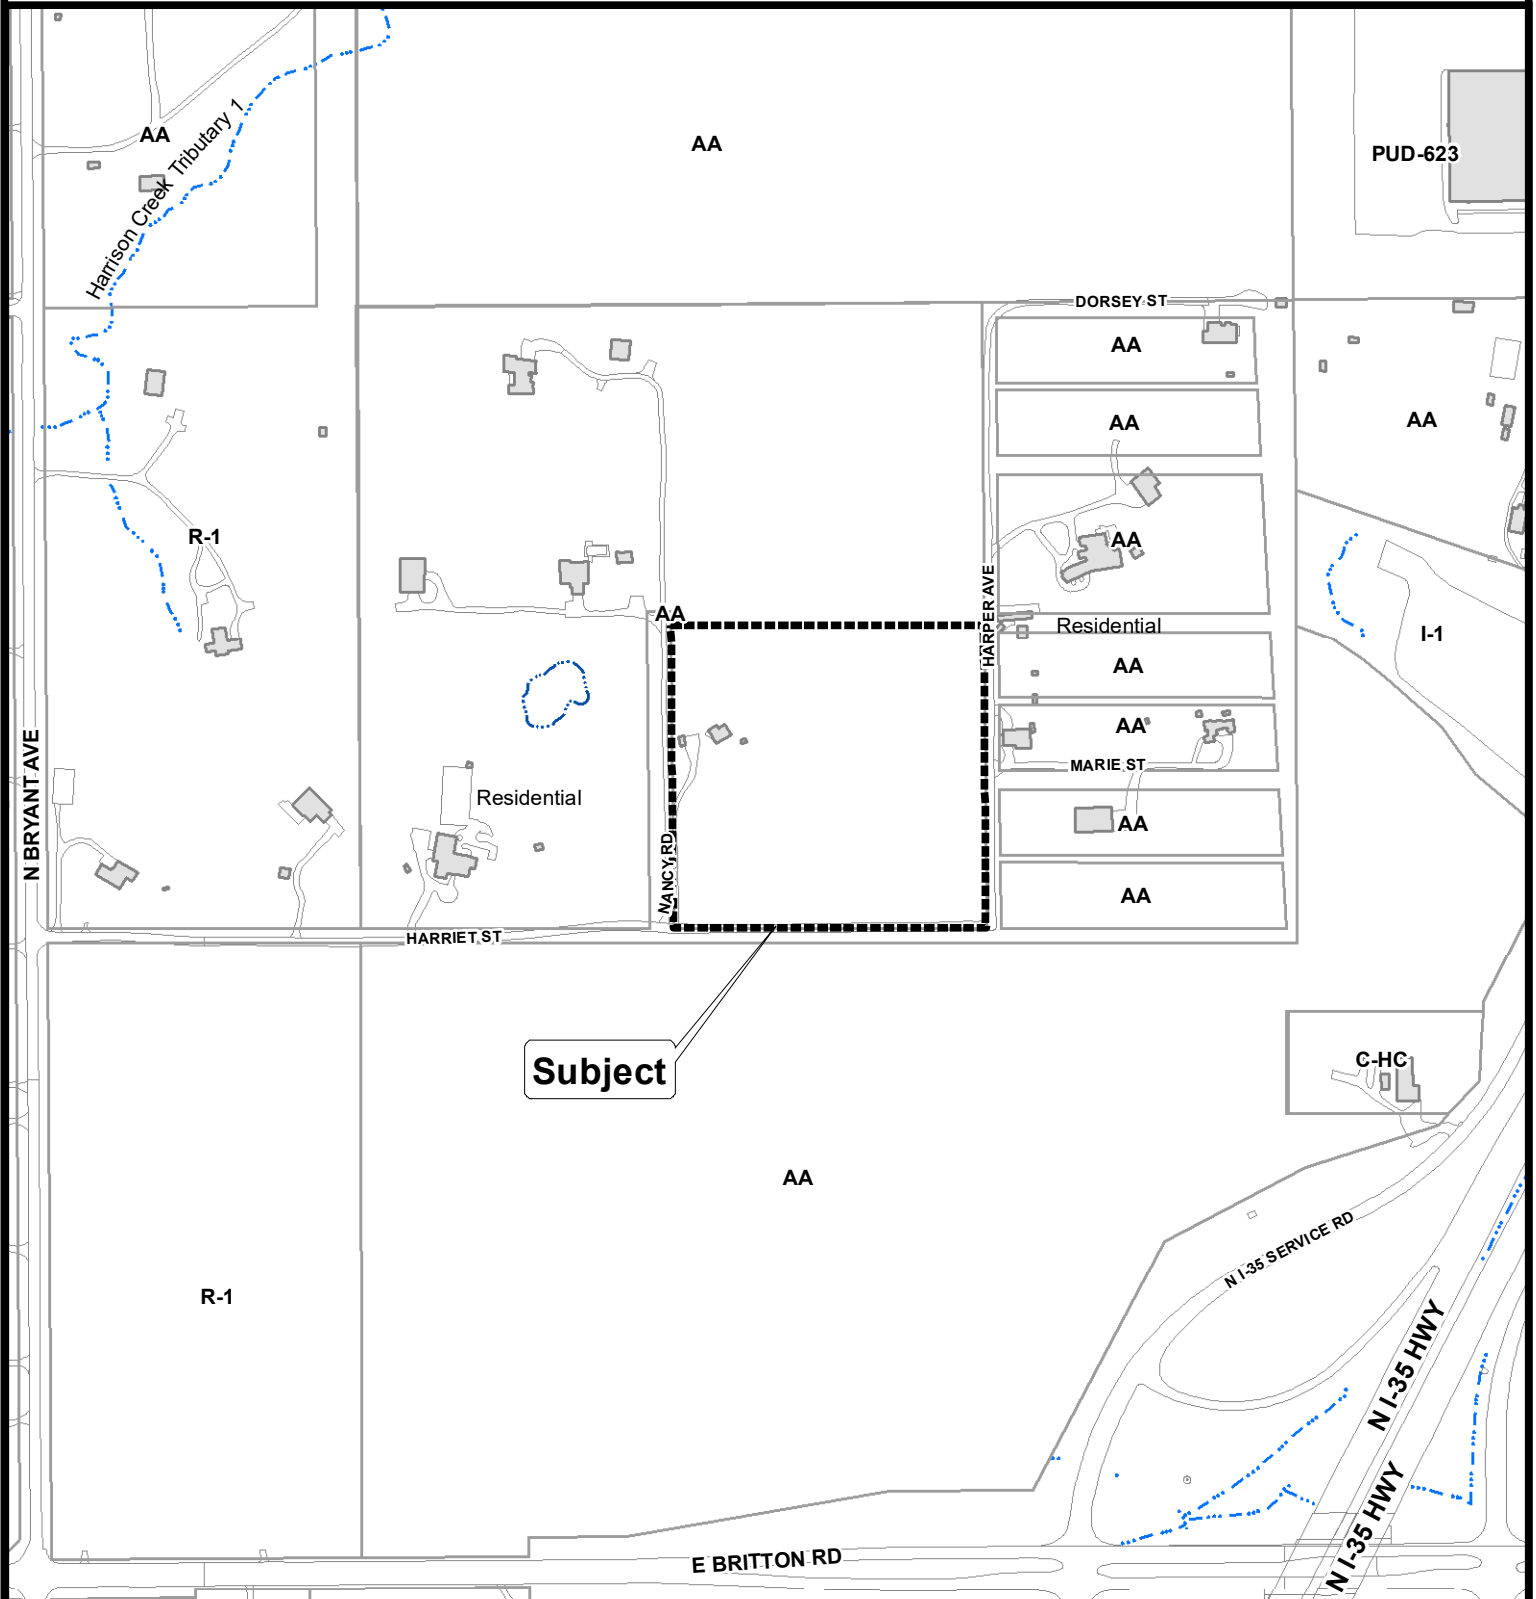 AA
Harrison Creek Tributary 1
AA
PUD-623
DORSEY ST
AA
AA
AA
R-1
AA
HARPER AVE
AA
Residential
I-1
AA
AA
MARIE ST
N BRYANT AVE
Residential
NANCY RD
AA
AA
HARRIET ST
Subject
C-HC
AA
N I-35 SERVICE RD
R-1
N I-35 HWY
N I-35 HWY
E BRITTON RD